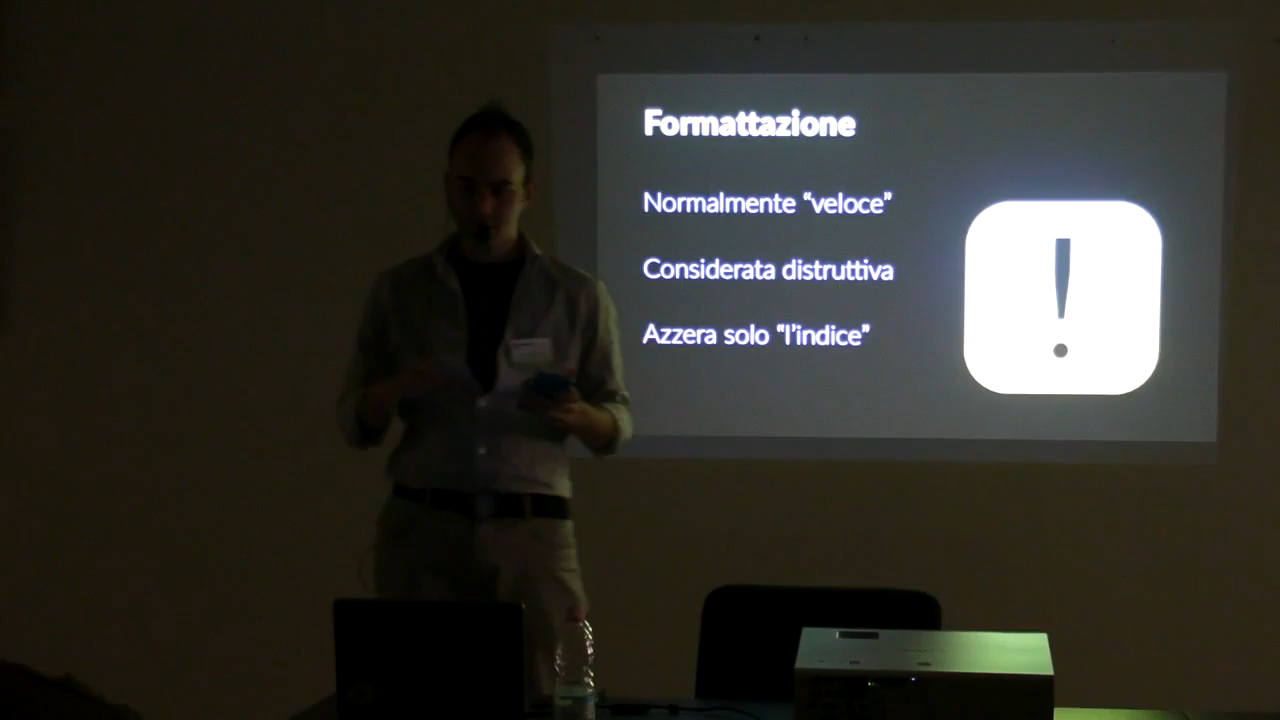 Formattazione
Normalmente “veloce”
Considerata distruttiva
Azzera solo “l’indice”
!